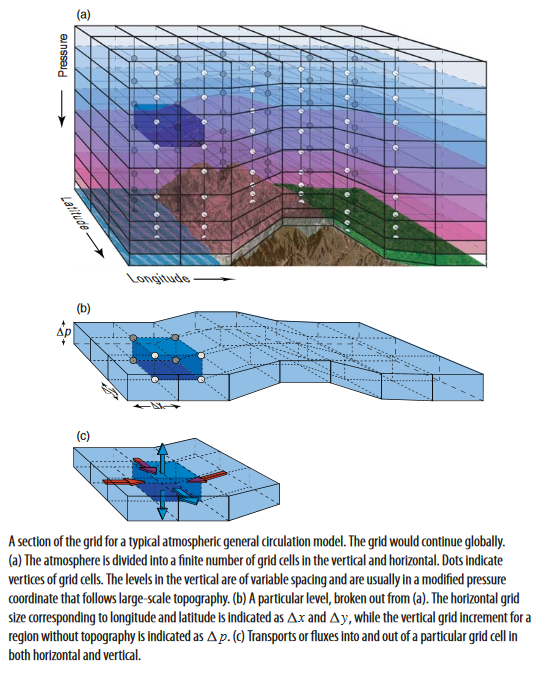 (a)
Pressure
Latitude
Longitude
(b)
Δp
Δy
Δx
(c)
A section of the grid for a typical atmospheric general circulation model. The grid would continue globally.
(a) The atmosphere is divided into a finite number of grid cells in the vertical and horizontal. Dots indicate
vertices of grid cells. The levels in the vertical are of variable spacing and are usually in a modified pressure
coordinate that follows large-scale topography. (b) A particular level, broken out from (a). The horizontal grid
size corresponding to longitude and latitude is indicated as Δx and Δy, while the vertical grid increment for a
region without topography is indicated as Δp. (c) Transports or fluxes into and out of a particular grid cell in
both horizontal and vertical.